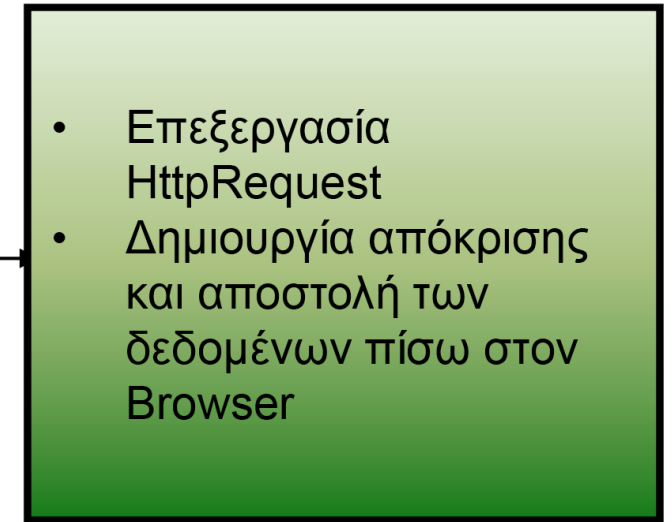 • Επεξεργασία
HttpRequest
• Δημιουργία απόκρισης
και αποστολή των
δεδομένων πίσω στον
Browser